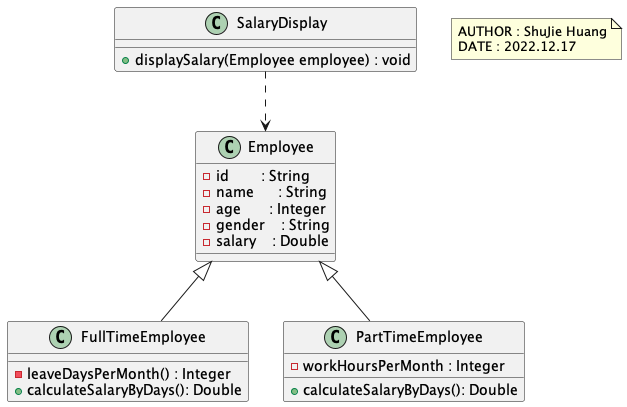 C SalaryDisplay
displaySalary(Employee employee) : void
AUTHOR : ShuJie Huang
DATE : 2022.12.17
C Employee
id : String
name : String
age : Integer
gender : String
salary : Double
C FullTimeEmployee
leaveDaysPerMonth() : Integer
calculateSalaryByDays(): Double
C PartTimeEmployee
workHoursPerMonth : Integer
calculateSalaryByDays(): Double